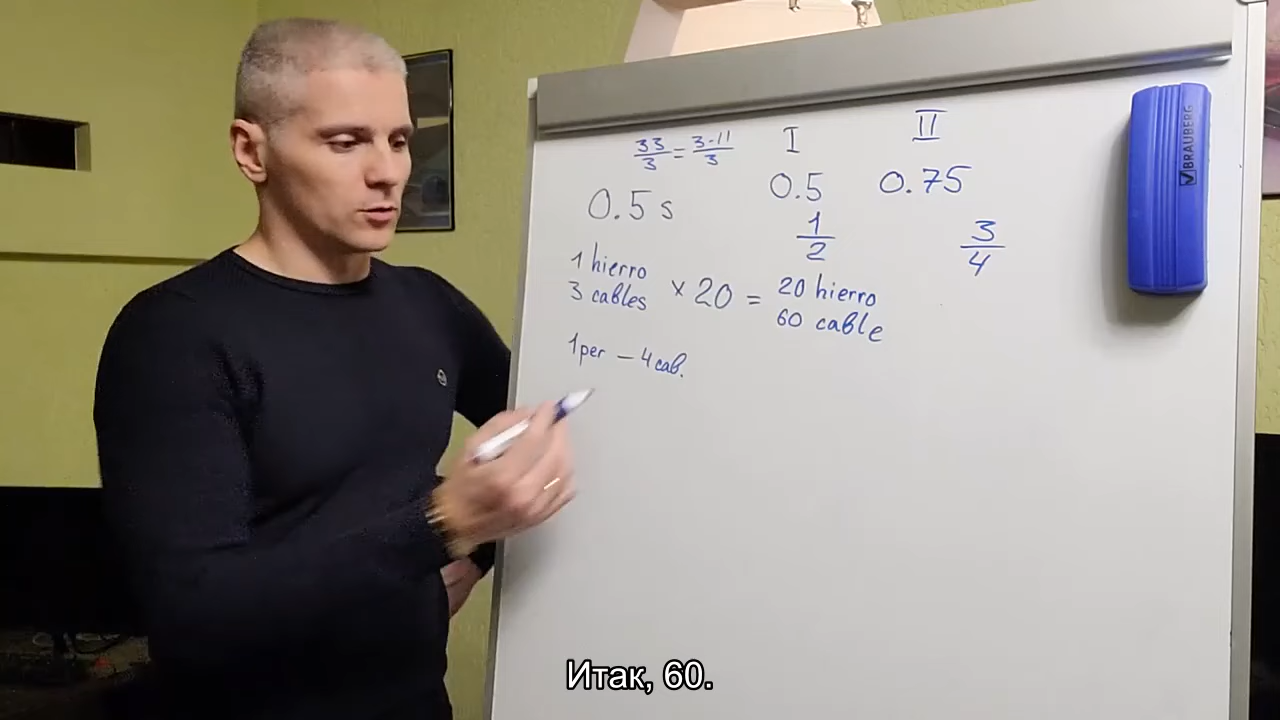 33/3 = 3·11/3
I
II
0.5 s
0.5
0.75
1/2
3/4
1 hierro
3 cables
× 20 =
20 hierro
60 cable
1 per — 4 cab.
BRAUBERG
Итак, 60.